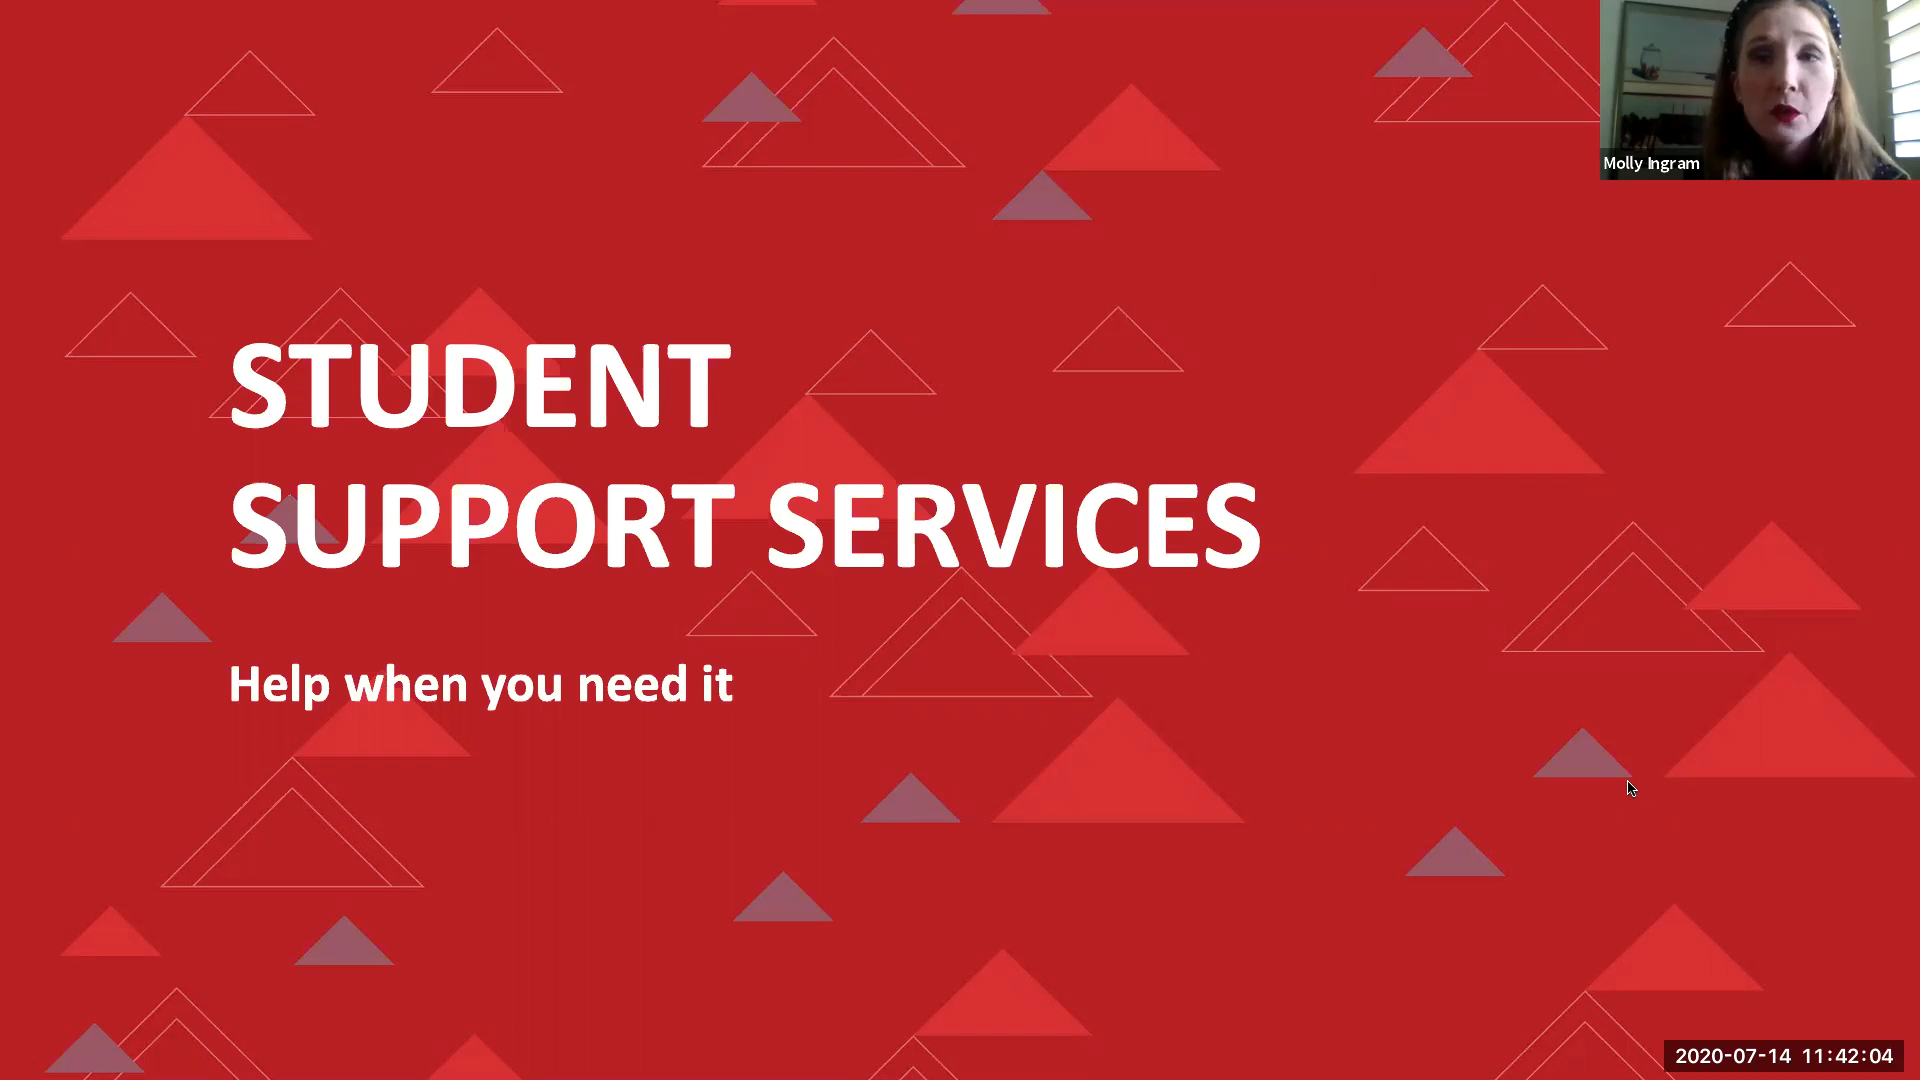 Molly Ingram
STUDENT
SUPPORT SERVICES
Help when you need it
2020-07-14 11:42:04